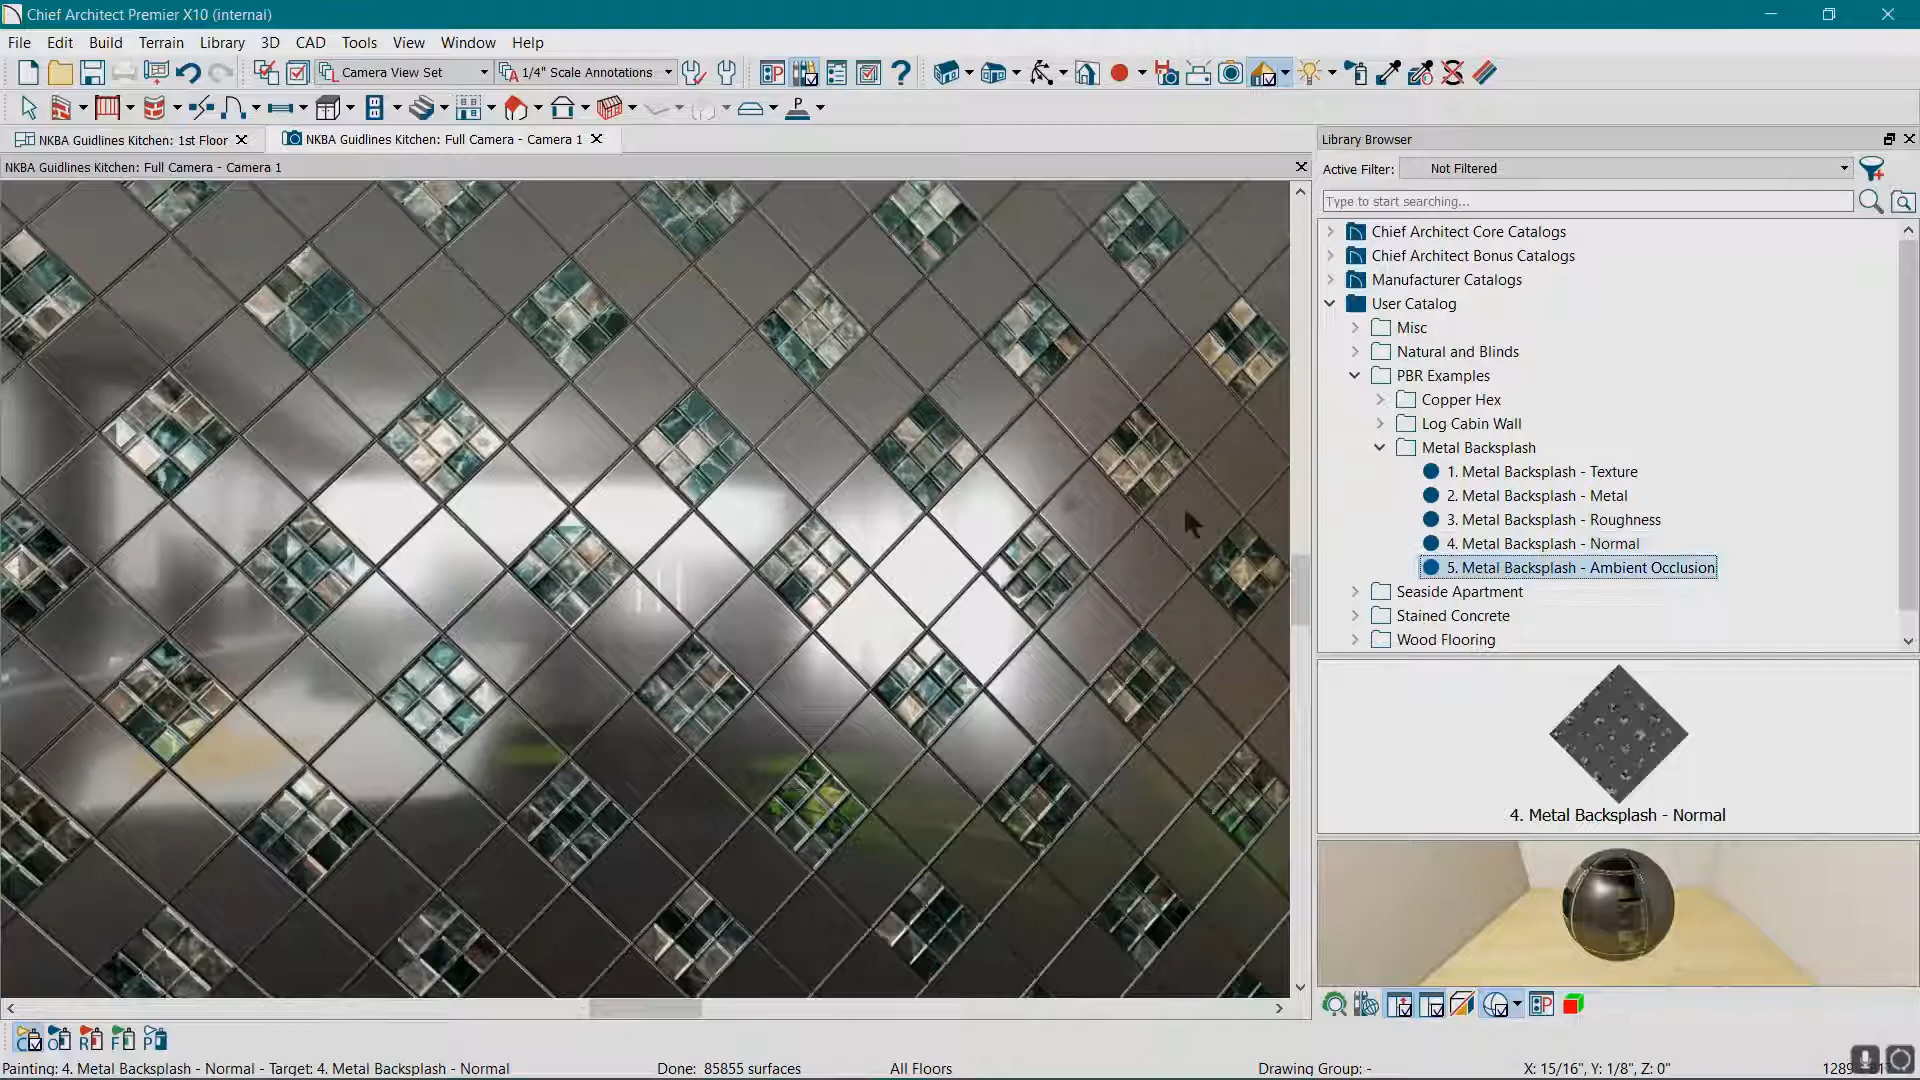 Chief Architect Premier X10 (internal)
File Edit Build Terrain Library 3D CAD Tools View Window Help
Camera View Set
1/4" Scale Annotations
NKBA Guidlines Kitchen: 1st Floor
NKBA Guidlines Kitchen: Full Camera - Camera 1
NKBA Guidlines Kitchen: Full Camera - Camera 1
Library Browser
Active Filter: Not Filtered
Type to start searching...
Chief Architect Core Catalogs
Chief Architect Bonus Catalogs
Manufacturer Catalogs
User Catalog
Misc
Natural and Blinds
PBR Examples
Copper Hex
Log Cabin Wall
Metal Backsplash
1. Metal Backsplash - Texture
2. Metal Backsplash - Metal
3. Metal Backsplash - Roughness
4. Metal Backsplash - Normal
5. Metal Backsplash - Ambient Occlusion
Seaside Apartment
Stained Concrete
Wood Flooring
4. Metal Backsplash - Normal
Painting: 4. Metal Backsplash - Normal - Target: 4. Metal Backsplash - Normal
Done: 85855 surfaces
All Floors
Drawing Group: -
X: 15/16", Y: 1/8", Z: 0"